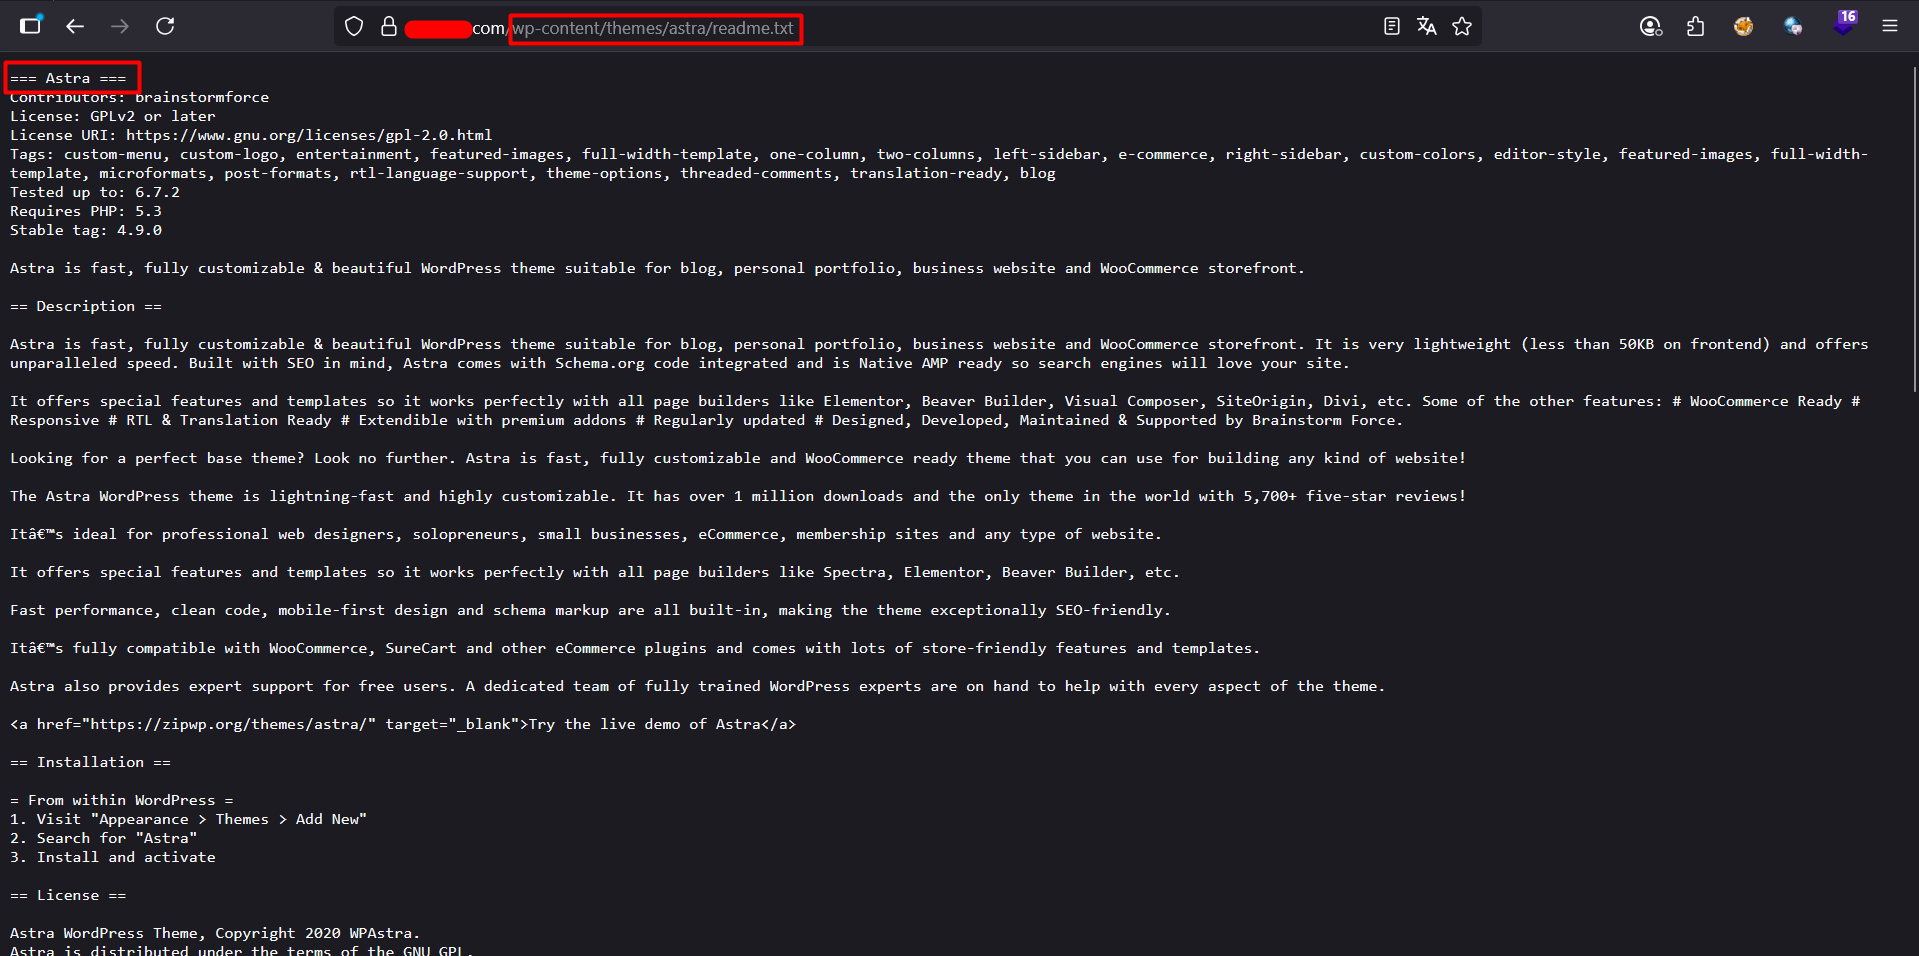 com/wp-content/themes/astra/readme.txt
16
=== Astra ===
Contributors: brainstormforce
License: GPLv2 or later
License URI: https://www.gnu.org/licenses/gpl-2.0.html
Tags: custom-menu, custom-logo, entertainment, featured-images, full-width-template, one-column, two-columns, left-sidebar, e-commerce, right-sidebar, custom-colors, editor-style, featured-images, full-width-
template, microformats, post-formats, rtl-language-support, theme-options, threaded-comments, translation-ready, blog
Tested up to: 6.7.2
Requires PHP: 5.3
Stable tag: 4.9.0
Astra is fast, fully customizable & beautiful WordPress theme suitable for blog, personal portfolio, business website and WooCommerce storefront.
== Description ==
Astra is fast, fully customizable & beautiful WordPress theme suitable for blog, personal portfolio, business website and WooCommerce storefront. It is very lightweight (less than 50KB on frontend) and offers
unparalleled speed. Built with SEO in mind, Astra comes with Schema.org code integrated and is Native AMP ready so search engines will love your site.
It offers special features and templates so it works perfectly with all page builders like Elementor, Beaver Builder, Visual Composer, SiteOrigin, Divi, etc. Some of the other features: # WooCommerce Ready #
Responsive # RTL & Translation Ready # Extendible with premium addons # Regularly updated # Designed, Developed, Maintained & Supported by Brainstorm Force.
Looking for a perfect base theme? Look no further. Astra is fast, fully customizable and WooCommerce ready theme that you can use for building any kind of website!
The Astra WordPress theme is lightning-fast and highly customizable. It has over 1 million downloads and the only theme in the world with 5,700+ five-star reviews!
Itâ€™s ideal for professional web designers, solopreneurs, small businesses, eCommerce, membership sites and any type of website.
It offers special features and templates so it works perfectly with all page builders like Spectra, Elementor, Beaver Builder, etc.
Fast performance, clean code, mobile-first design and schema markup are all built-in, making the theme exceptionally SEO-friendly.
Itâ€™s fully compatible with WooCommerce, SureCart and other eCommerce plugins and comes with lots of store-friendly features and templates.
Astra also provides expert support for free users. A dedicated team of fully trained WordPress experts are on hand to help with every aspect of the theme.
<a href="https://zipwp.org/themes/astra/" target="_blank">Try the live demo of Astra</a>
== Installation ==
= From within WordPress =
1. Visit "Appearance > Themes > Add New"
2. Search for "Astra"
3. Install and activate
== License ==
Astra WordPress Theme, Copyright 2020 WPAstra.
Astra is distributed under the terms of the GNU GPL.